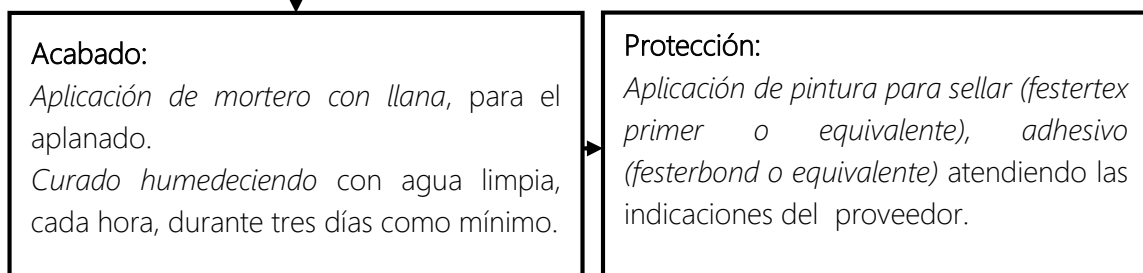 Acabado:
Aplicación de mortero con llana, para el
aplanado.
Curado humedeciendo con agua limpia,
cada hora, durante tres días como mínimo.
Protección:
Aplicación de pintura para sellar (festertex
primer o equivalente), adhesivo
(festerbond o equivalente) atendiendo las
indicaciones del proveedor.